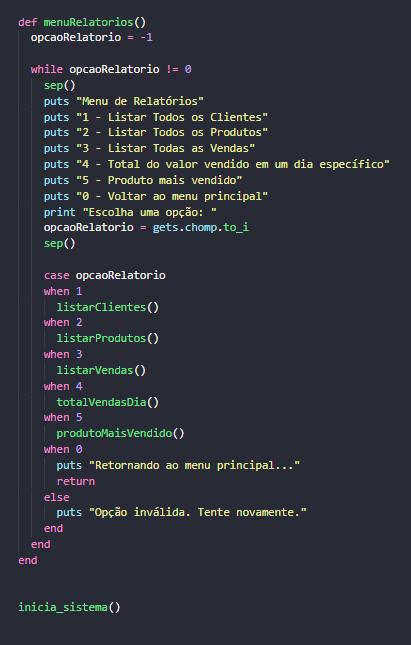 def menuRelatorios()
  opcaoRelatorio = -1

  while opcaoRelatorio != 0
    sep()
    puts "Menu de Relatórios"
    puts "1 - Listar Todos os Clientes"
    puts "2 - Listar Todos os Produtos"
    puts "3 - Listar Todas as Vendas"
    puts "4 - Total do valor vendido em um dia específico"
    puts "5 - Produto mais vendido"
    puts "0 - Voltar ao menu principal"
    print "Escolha uma opção: "
    opcaoRelatorio = gets.chomp.to_i
    sep()

    case opcaoRelatorio
    when 1
      listarClientes()
    when 2
      listarProdutos()
    when 3
      listarVendas()
    when 4
      totalVendasDia()
    when 5
      produtoMaisVendido()
    when 0
      puts "Retornando ao menu principal..."
      return
    else
      puts "Opção inválida. Tente novamente."
    end
  end
end


inicia_sistema()